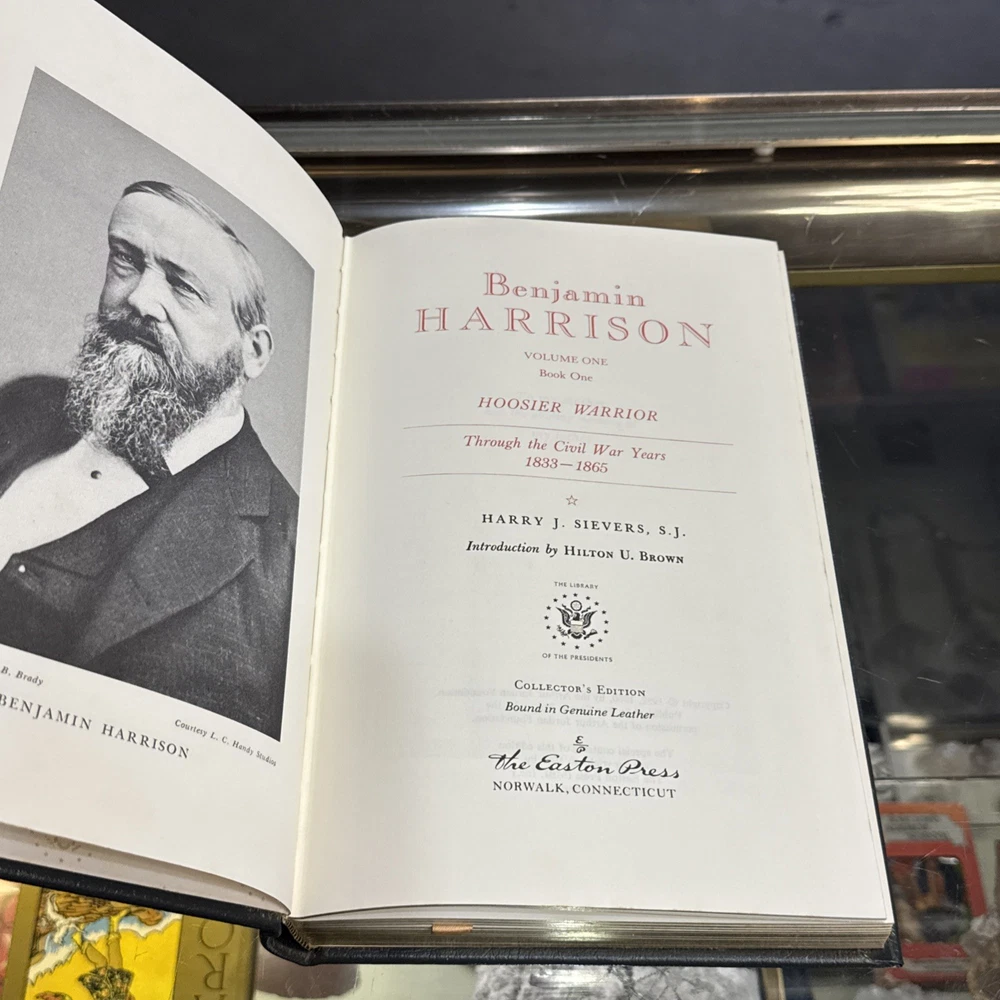 B. Brady
Courtesy L. C. Handy Studios
BENJAMIN HARRISON
Benjamin
HARRISON
VOLUME ONE
Book One
HOOSIER WARRIOR
Through the Civil War Years
1833—1865
HARRY J. SIEVERS, S.J.
Introduction by HILTON U. BROWN
THE LIBRARY
OF THE PRESIDENTS
COLLECTOR'S EDITION
Bound in Genuine Leather
E/P
the Easton Press
NORWALK, CONNECTICUT
OR